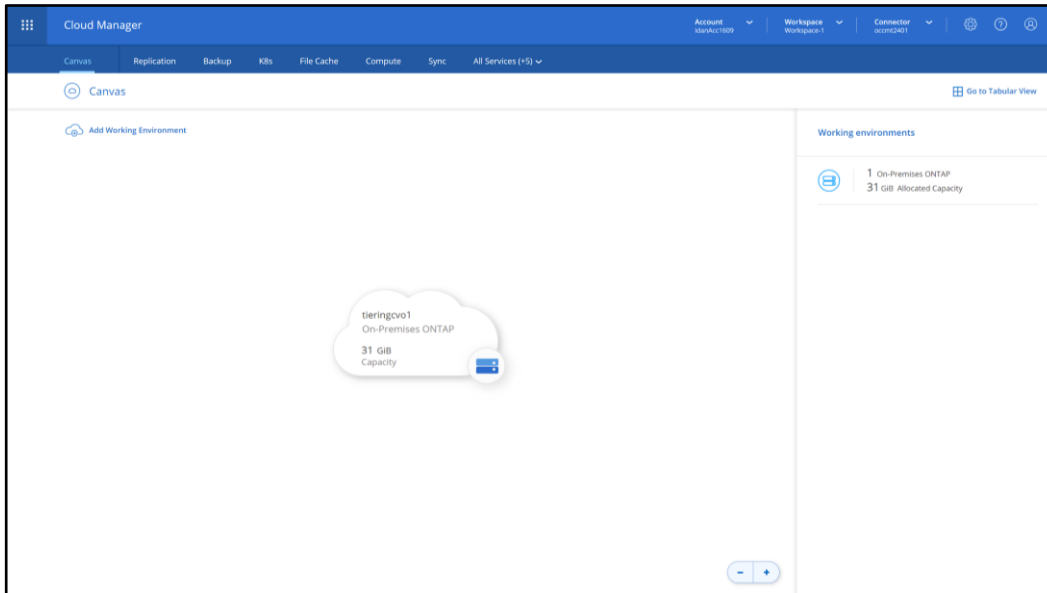 Cloud Manager
Account
idanAcc1609
Workspace
Workspace-1
Connector
occmt2401
Canvas Replication Backup K8s File Cache Compute Sync All Services (+5)
Canvas
Go to Tabular View
Add Working Environment
Working environments
1 On-Premises ONTAP
31 GiB Allocated Capacity
tieringcvo1
On-Premises ONTAP
31 GiB
Capacity